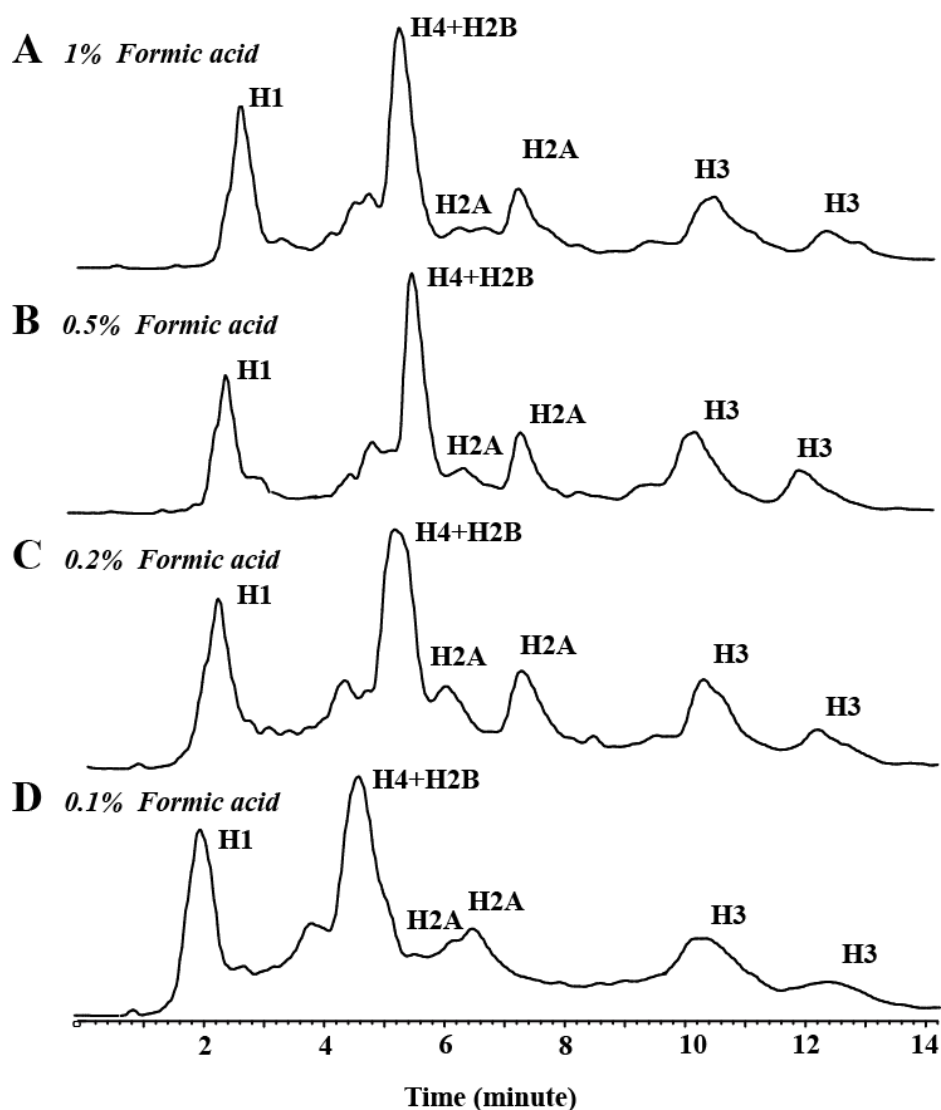 A 1% Formic acid
H1
H4+H2B
H2A
H2A
H3
H3
B 0.5% Formic acid
H1
H4+H2B
H2A
H2A
H3
H3
C 0.2% Formic acid
H1
H4+H2B
H2A
H2A
H3
H3
D 0.1% Formic acid
H1
H4+H2B
H2A
H2A
H3
H3
2 4 6 8 10 12 14
Time (minute)